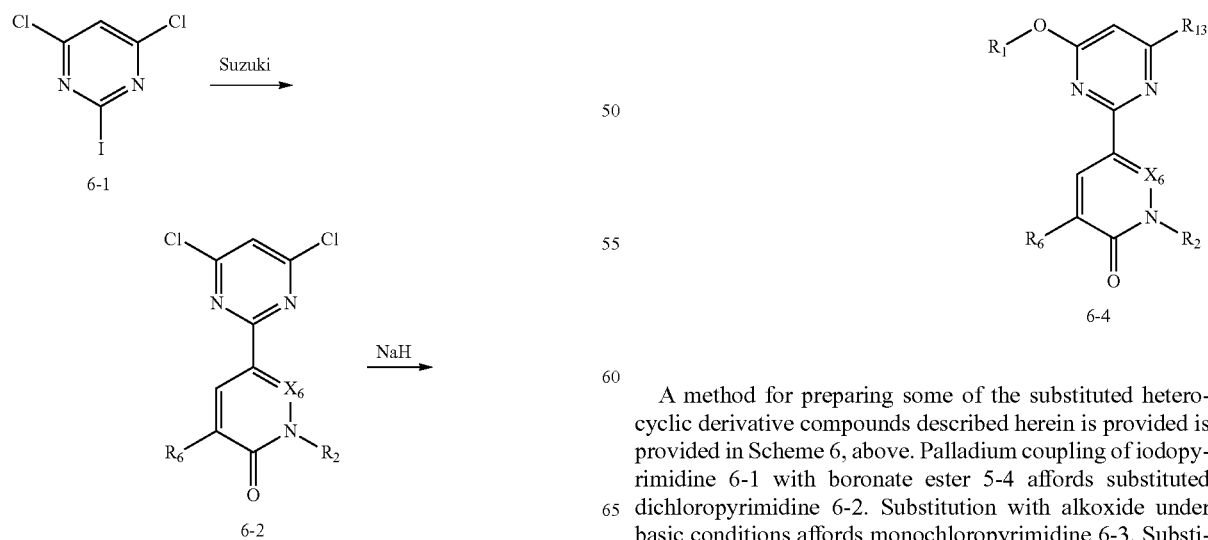 Cl
Cl
N
N
I
6-1
Suzuki
Cl
Cl
N
N
X6
N
R6
R2
O
6-2
NaH
50
55
60
65
R1
O
R13
N
N
X6
N
R6
R2
O
6-4
A method for preparing some of the substituted hetero-
cyclic derivative compounds described herein is provided is
provided in Scheme 6, above. Palladium coupling of iodopy-
rimidine 6-1 with boronate ester 5-4 affords substituted
dichloropyrimidine 6-2. Substitution with alkoxide under
basic conditions affords monochloropyrimidine 6-3. Substi-